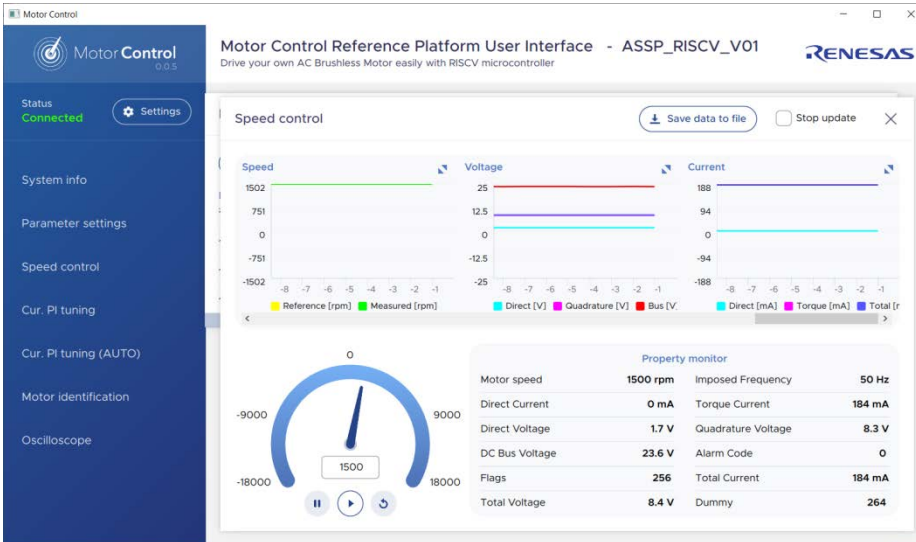 Motor Control
Motor Control
0.0.5
Motor Control Reference Platform User Interface - ASSP_RISCV_V01
Drive your own AC Brushless Motor easily with RISCV microcontroller
RENESAS
Status
Connected
Settings
System info
Parameter settings
Speed control
Cur. PI tuning
Cur. PI tuning (AUTO)
Motor identification
Oscilloscope
Speed control
Save data to file
Stop update
Speed
1502
751
0
-751
-1502
-8 -7 -6 -5 -4 -3 -2 -1
Reference [rpm] Measured [rpm]
Voltage
25
12.5
0
-12.5
-25
-8 -7 -6 -5 -4 -3 -2 -1
Direct [V] Quadrature [V] Bus [V
Current
188
94
0
-94
-188
-8 -7 -6 -5 -4 -3 -2 -1
Direct [mA] Torque [mA] Total [r
0
-9000 9000
-18000 18000
1500
Property monitor
Motor speed 1500 rpm Imposed Frequency 50 Hz
Direct Current 0 mA Torque Current 184 mA
Direct Voltage 1.7 V Quadrature Voltage 8.3 V
DC Bus Voltage 23.6 V Alarm Code 0
Flags 256 Total Current 184 mA
Total Voltage 8.4 V Dummy 264